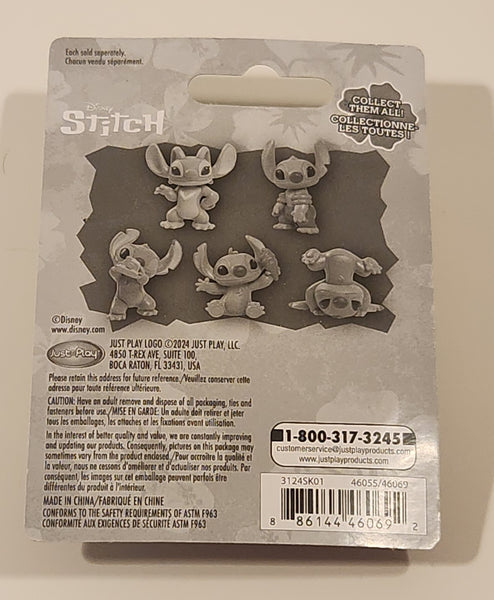 Each sold separately.
Chacun vendu séparément.
Disney
Stitch
COLLECT
THEM ALL!
COLLECTIONNE-
LES TOUTES !
©Disney
www.disney.com
Just Play
JUST PLAY LOGO ©2024 JUST PLAY, LLC.
4850 T-REX AVE, SUITE 100,
BOCA RATON, FL 33431, USA
Please retain this address for future reference./Veuillez conserver cette
adresse pour toute référence ultérieure.
CAUTION: Have an adult remove and dispose of all packaging, ties and
fasteners before use./MISE EN GARDE: Un adulte doit retirer et jeter
tous les emballages, les attaches et les fixations avant utilisation.
In the interest of better quality and value, we are constantly improving
and updating our products. Consequently, pictures on this package may
sometimes vary from the product enclosed./Pour accroître la qualité et
la valeur, nous ne cessons d'améliorer et d'actualiser nos produits. Par
conséquent, les images sur cet emballage peuvent parfois être
différentes du produit à l'intérieur.
MADE IN CHINA/FABRIQUÉ EN CHINE
CONFORMS TO THE SAFETY REQUIREMENTS OF ASTM F963
CONFORMITÉ AUX EXIGENCES DE SÉCURITÉ ASTM F963
1-800-317-3245
customerservice@justplayproducts.com
www.justplayproducts.com
3124SK01 46055/46069
8 86144 46069 2